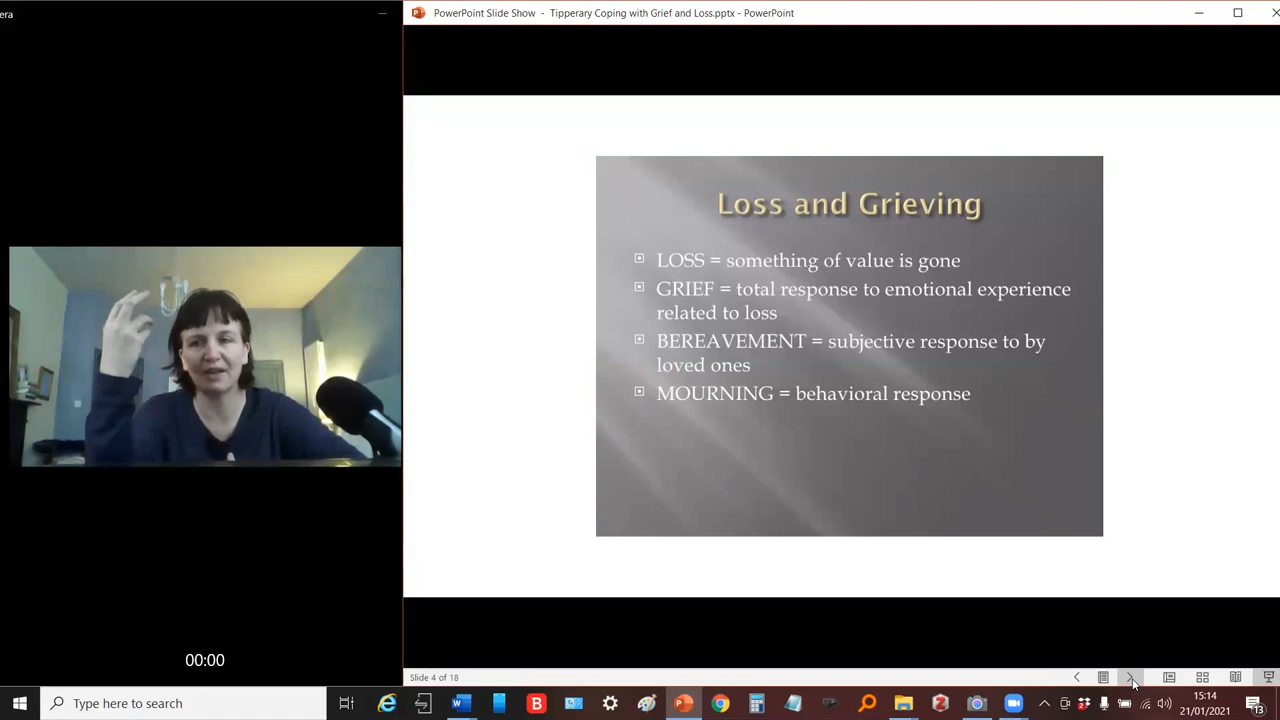 era
PowerPoint Slide Show - Tipperary Coping with Grief and Loss.pptx - PowerPoint
Loss and Grieving
LOSS = something of value is gone
GRIEF = total response to emotional experience
related to loss
BEREAVEMENT = subjective response to by
loved ones
MOURNING = behavioral response
00:00
Slide 4 of 18
Type here to search
15:14
21/01/2021
13